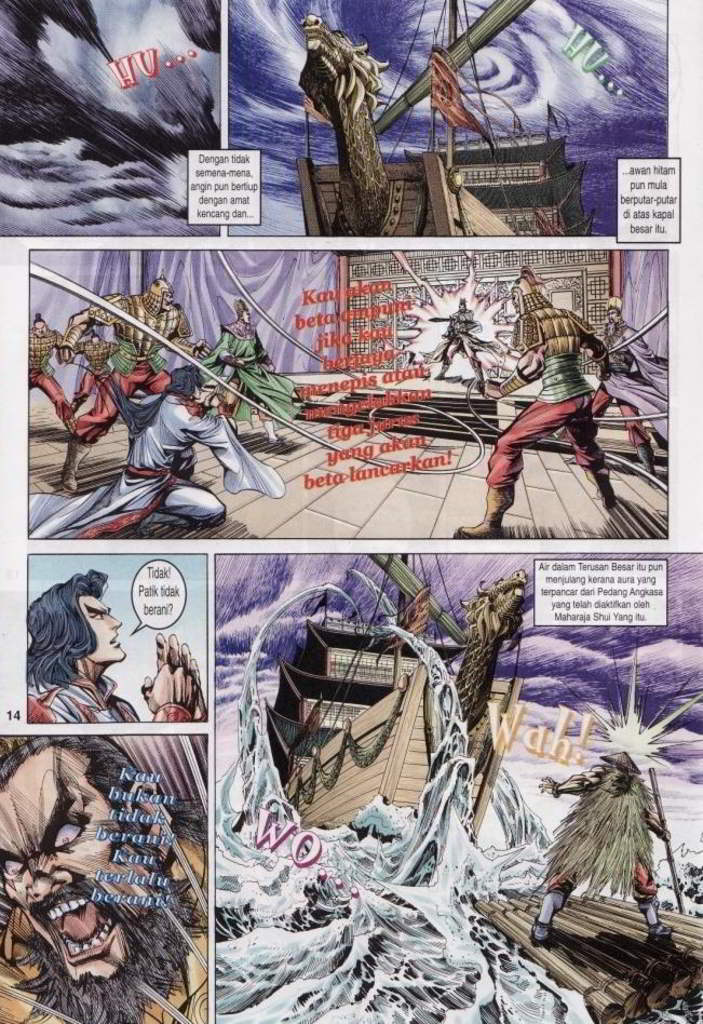 HU...
HU...
Dengan tidak
semena-mena,
angin pun bertiup
dengan amat
kencang dan...
...awan hitam
pun mula
berputar-putar
di atas kapal
besar itu.
Kau akan
beta ampuni
jika kau
berjaya
menepis atau
mengelakkan
tiga jurus
yang akan
beta lancarkan!
Tidak!
Patik tidak
berani?
Air dalam Terusan Besar itu pun
menjulang kerana aura yang
terpancar dari Pedang Angkasa
yang telah diaktifkan oleh
Maharaja Shui Yang itu.
14
Kau
bukan
tidak
berani!
Kau
terlalu
berani!
Wah!
WO...